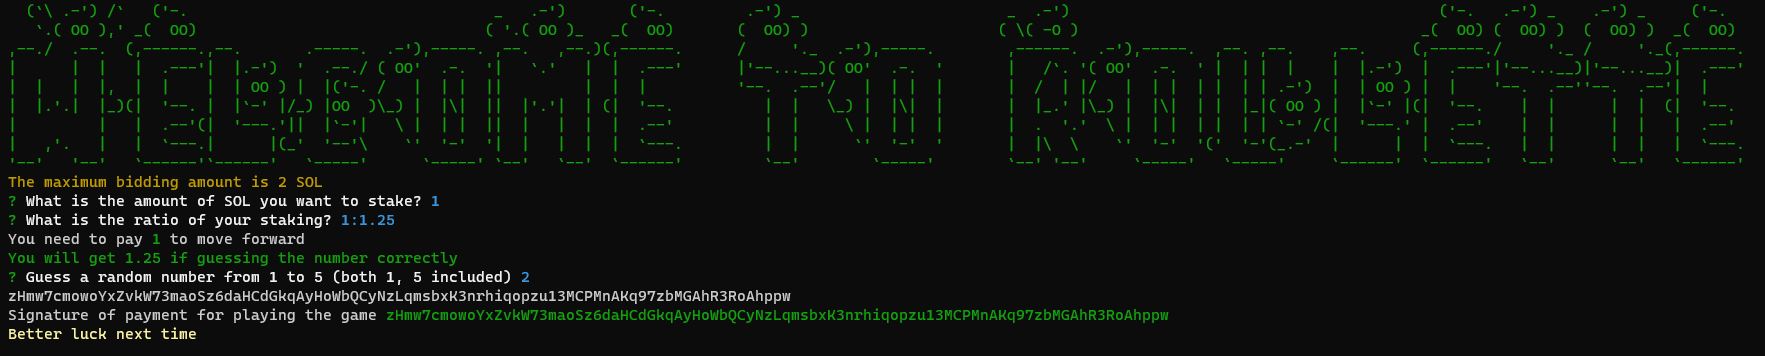 WELCOME TO ROULETTE
The maximum bidding amount is 2 SOL
? What is the amount of SOL you want to stake? 1
? What is the ratio of your staking? 1:1.25
You need to pay 1 to move forward
You will get 1.25 if guessing the number correctly
? Guess a random number from 1 to 5 (both 1, 5 included) 2
zHmw7cmowoYxZvkW73maoSz6daHCdGkqAyHoWbQCyNzLqmsbxK3nrhiqopzu13MCPMnAKq97zbMGAhR3RoAhppw
Signature of payment for playing the game zHmw7cmowoYxZvkW73maoSz6daHCdGkqAyHoWbQCyNzLqmsbxK3nrhiqopzu13MCPMnAKq97zbMGAhR3RoAhppw
Better luck next time